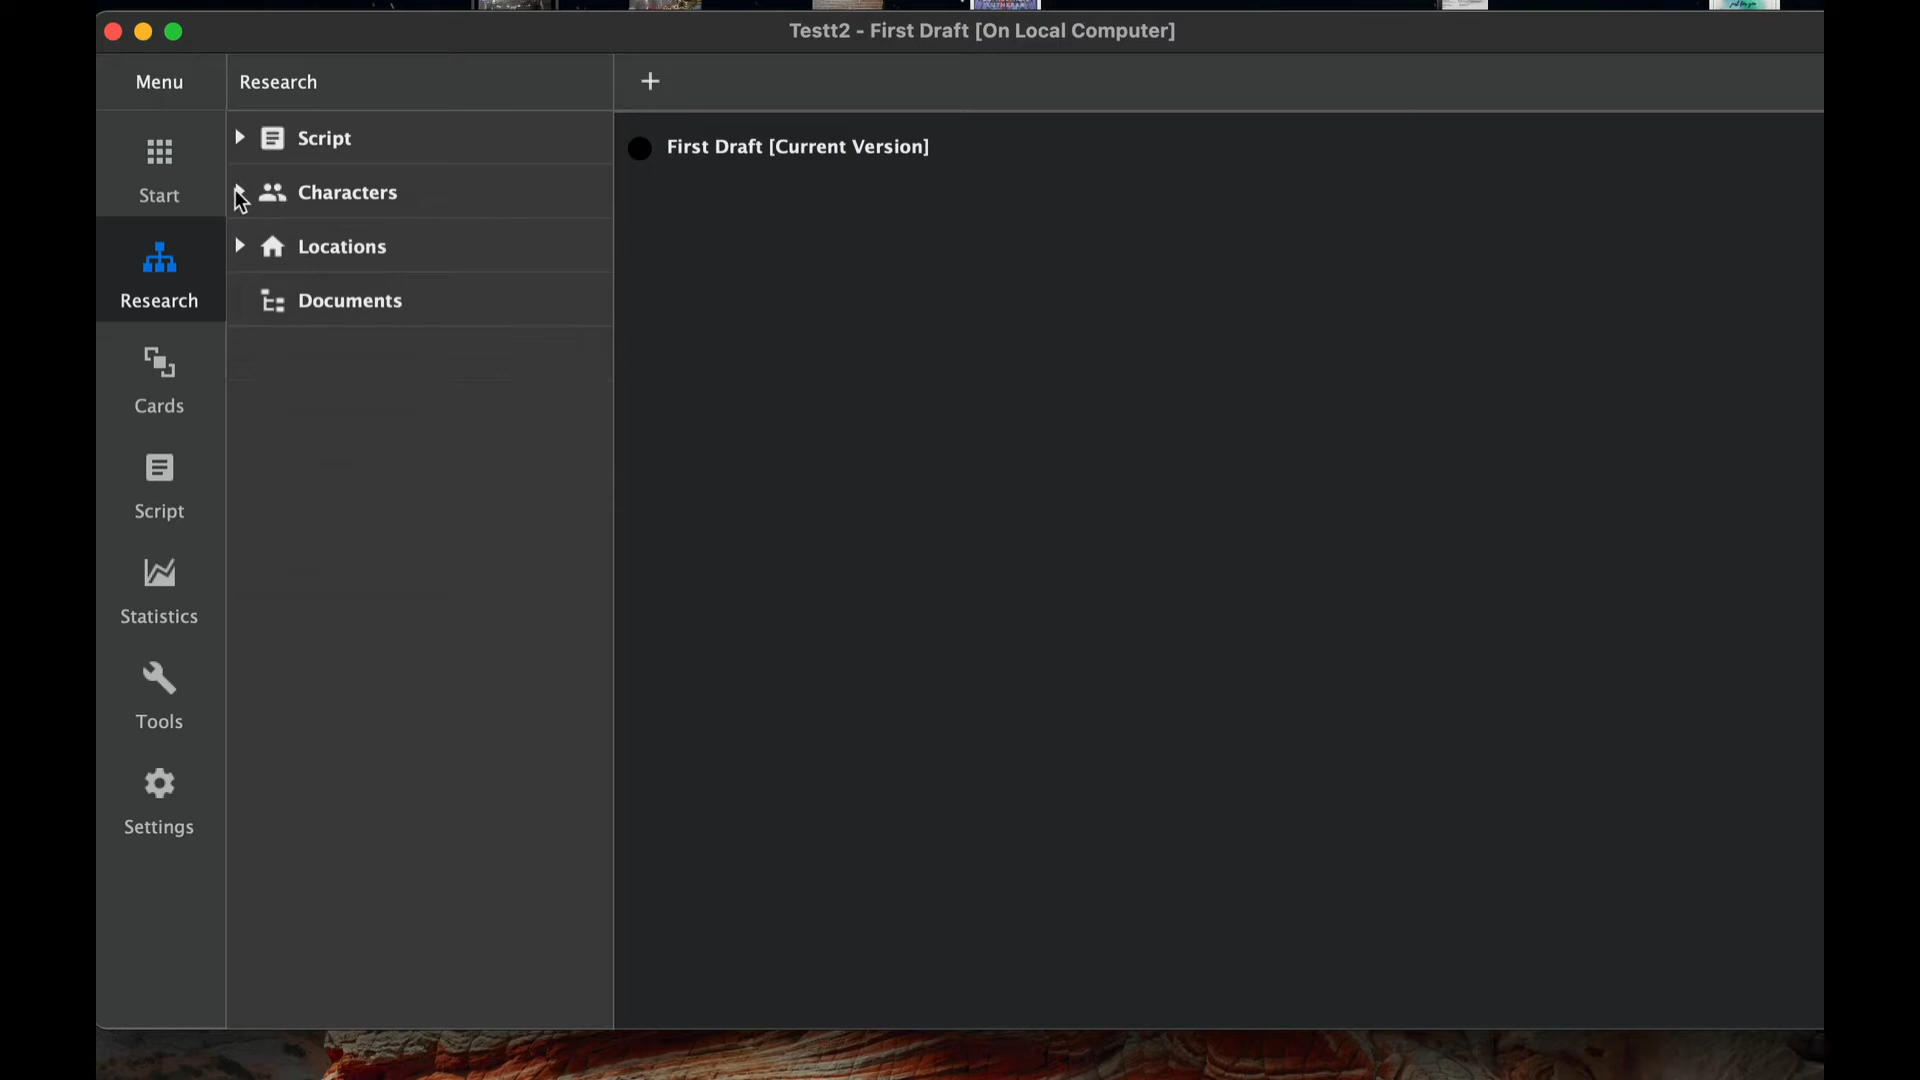 Testt2 - First Draft [On Local Computer]
Menu
Research
Script
First Draft [Current Version]
Start
Characters
Locations
Research
Documents
Cards
Script
Statistics
Tools
Settings